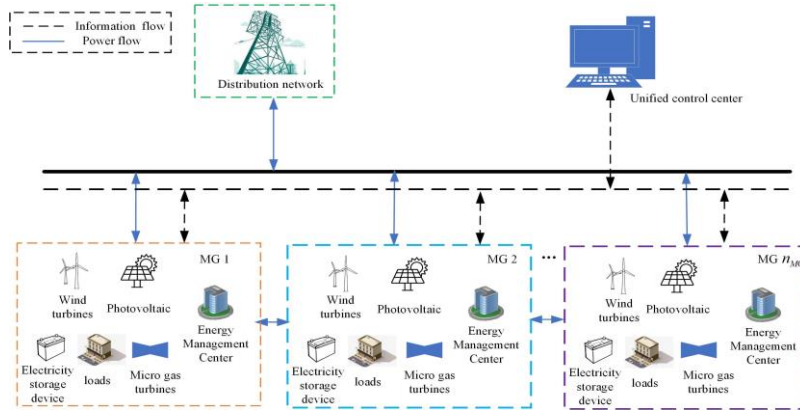 Information flow
Power flow
Distribution network
Unified control center
MG 1
Wind
turbines
Photovoltaic
Energy
Management
Center
Electricity
storage
device
loads
Micro gas
turbines
MG 2
Wind
turbines
Photovoltaic
Energy
Management
Center
Electricity
storage
device
loads
Micro gas
turbines
...
MG n_MG
Wind
turbines
Photovoltaic
Energy
Management
Center
Electricity
storage
device
loads
Micro gas
turbines